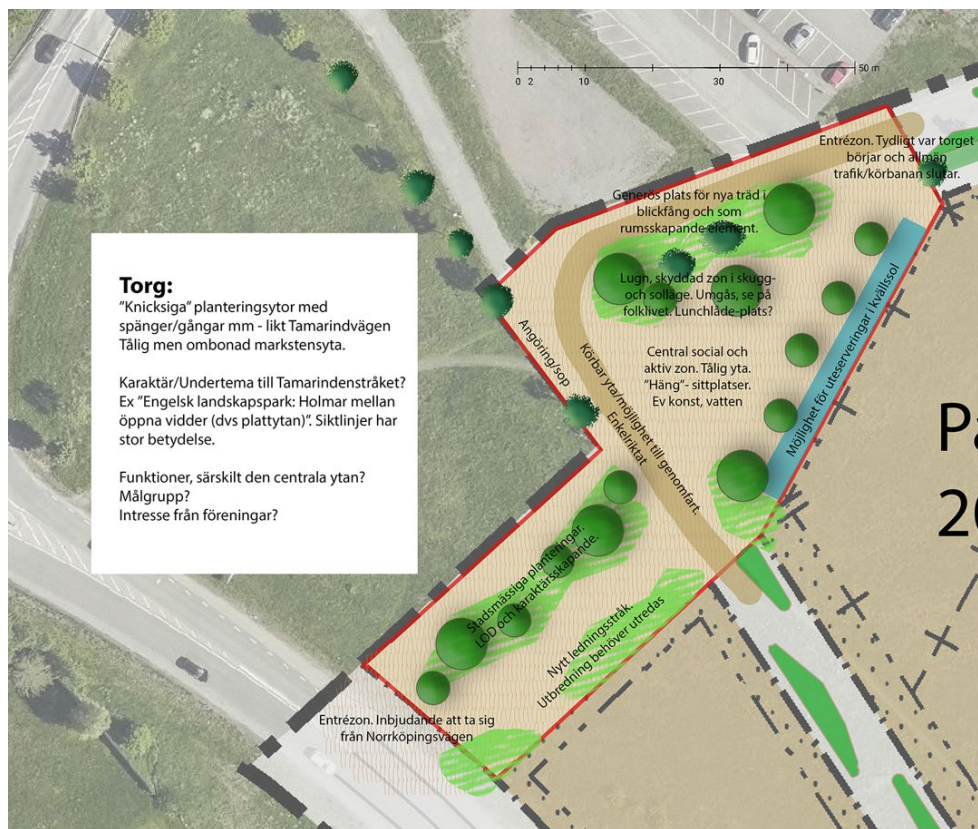 0 2 10 30 50 m
Entrézon. Tydligt var torget
börjar och allmän
trafik/körbanan slutar.
Generös plats för nya träd i
blickfång och som
rumsskapande element.
Torg:
"Knicksiga" planteringsytor med
spänger/gångar mm - likt Tamarindvägen
Tålig men ombonad markstensyta.
Karaktär/Undertema till Tamarindenstråket?
Ex "Engelsk landskapspark: Holmar mellan
öppna vidder (dvs plattytan)". Siktlinjer har
stor betydelse.
Funktioner, särskilt den centrala ytan?
Målgrupp?
Intresse från föreningar?
Lugn, skyddad zon i skugg-
och solläge. Umgås, se på
folklivet. Lunchlåde-plats?
Angöring/sop
Körbar yta/möjlighet till genomfart.
Enkelriktat
Central social och
aktiv zon. Tålig yta.
"Häng"- sittplatser.
Ev konst, vatten
Möjlighet för uteserveringar i kvällssol
Pa
20
Stadsmässiga planteringar.
LOD och karaktärsskapande.
Nytt ledningsstråk.
Utbredning behöver utredas
Entrézon. Inbjudande att ta sig
från Norrköpingsvägen